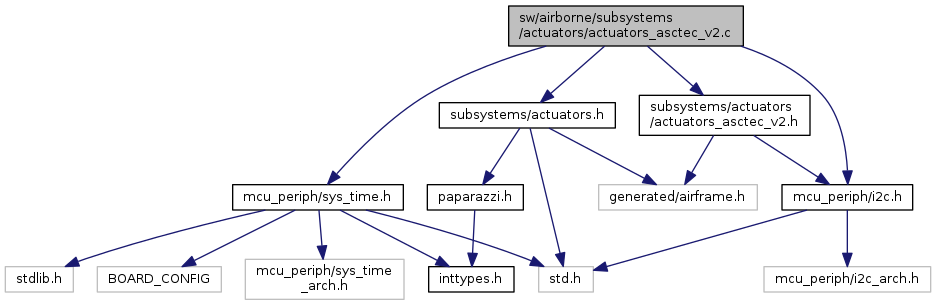 sw/airborne/subsystems
/actuators/actuators_asctec_v2.c
subsystems/actuators.h
subsystems/actuators
/actuators_asctec_v2.h
mcu_periph/sys_time.h
paparazzi.h
generated/airframe.h
mcu_periph/i2c.h
stdlib.h
BOARD_CONFIG
mcu_periph/sys_time
_arch.h
inttypes.h
std.h
mcu_periph/i2c_arch.h